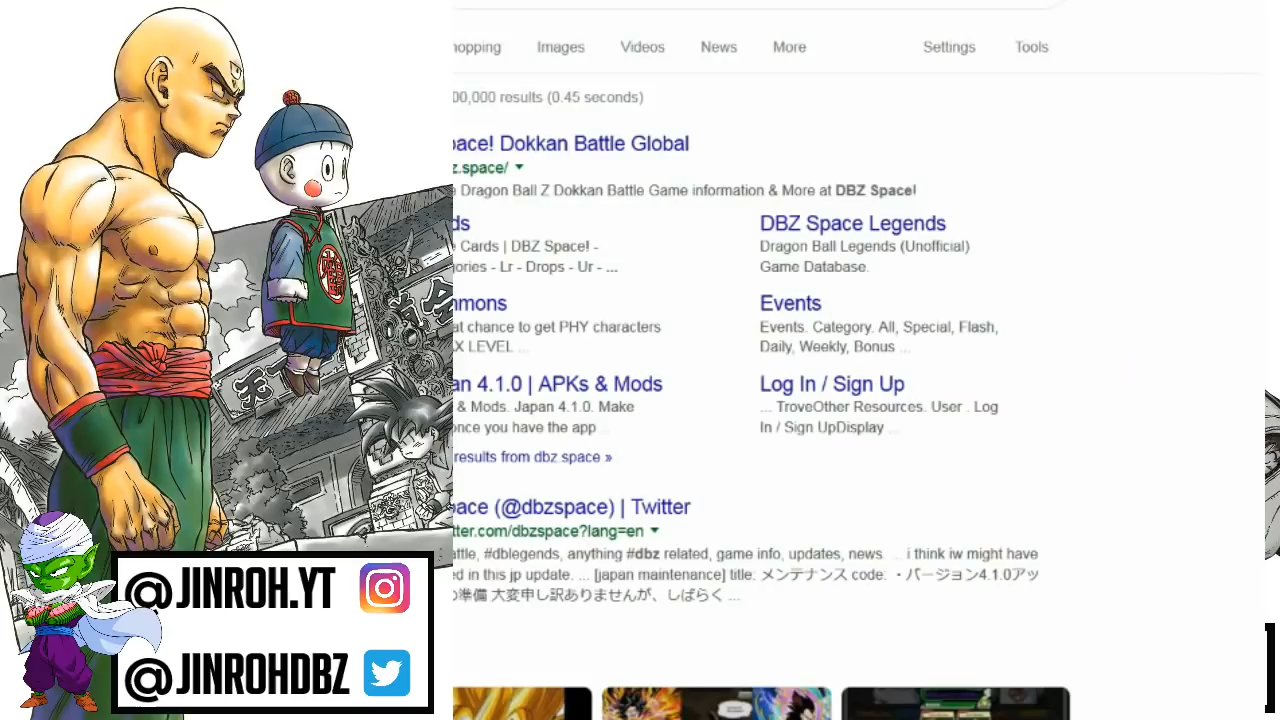 hopping Images Videos News More Settings Tools
00,000 results (0.45 seconds)
pace! Dokkan Battle Global
z.space/
e Dragon Ball Z Dokkan Battle Game information & More at DBZ Space!
ds
e Cards | DBZ Space! -
ories - Lr - Drops - Ur - ...
DBZ Space Legends
Dragon Ball Legends (Unofficial)
Game Database.
mmons
at chance to get PHY characters
X LEVEL ...
Events
Events. Category. All, Special, Flash,
Daily, Weekly, Bonus ...
an 4.1.0 | APKs & Mods
& Mods. Japan 4.1.0. Make
once you have the app ...
Log In / Sign Up
... TroveOther Resources. User . Log
In / Sign UpDisplay ...
results from dbz.space »
pace (@dbzspace) | Twitter
tter.com/dbzspace?lang=en
attle, #dblegends, anything #dbz related, game info, updates, news. ... i think iw might have
ed in this jp update. ... [japan maintenance] title: メンテナンス code: ・バージョン4.1.0アッ
の準備 大変申し訳ありませんが、しばらく ...
@JINROH.YT
@JINROHDBZ